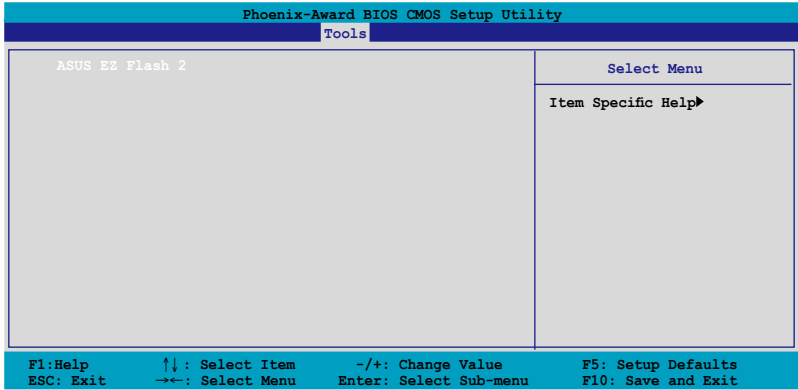 Phoenix-Award BIOS CMOS Setup Utility
Tools
ASUS EZ Flash 2
Select Menu
Item Specific Help▶
F1:Help ↑↓: Select Item -/+: Change Value F5: Setup Defaults
ESC: Exit →←: Select Menu Enter: Select Sub-menu F10: Save and Exit